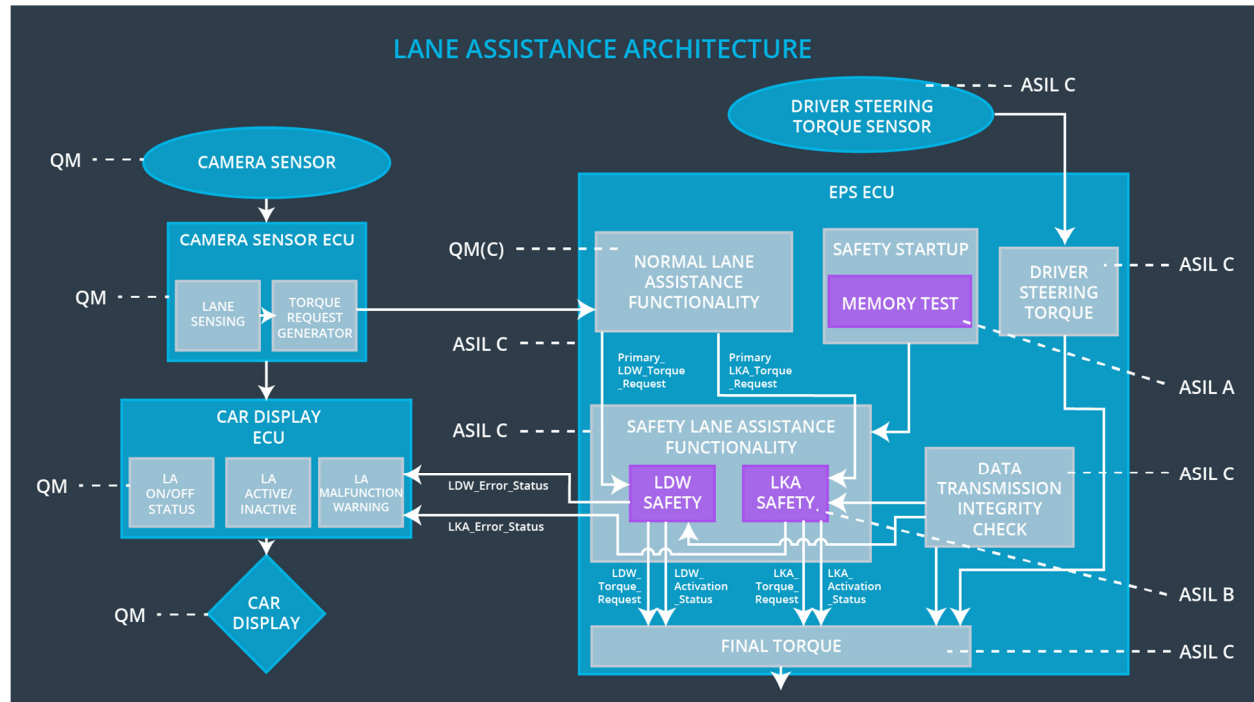 LANE ASSISTANCE ARCHITECTURE
ASIL C
DRIVER STEERING
TORQUE SENSOR
QM
CAMERA SENSOR
EPS ECU
CAMERA SENSOR ECU
QM(C)
NORMAL LANE
ASSISTANCE
FUNCTIONALITY
SAFETY STARTUP
MEMORY TEST
DRIVER
STEERING
TORQUE
ASIL C
QM
LANE
SENSING
TORQUE
REQUEST
GENERATOR
ASIL C
Primary_
LDW_Torque
_Request
Primary
LKA_Torque
_Request
ASIL A
CAR DISPLAY
ECU
ASIL C
SAFETY LANE ASSISTANCE
FUNCTIONALITY
QM
LA
ON/OFF
STATUS
LA
ACTIVE/
INACTIVE
LA
MALFUNCTION
WARNING
LDW_Error_Status
LKA_Error_Status
LDW
SAFETY
LKA
SAFETY
DATA
TRANSMISSION
INTEGRITY
CHECK
ASIL C
LDW_
Torque_
Request
LDW_
Activation
_Status
LKA_
Torque_
Request
LKA_
Activation
_Status
ASIL B
QM
CAR
DISPLAY
FINAL TORQUE
ASIL C